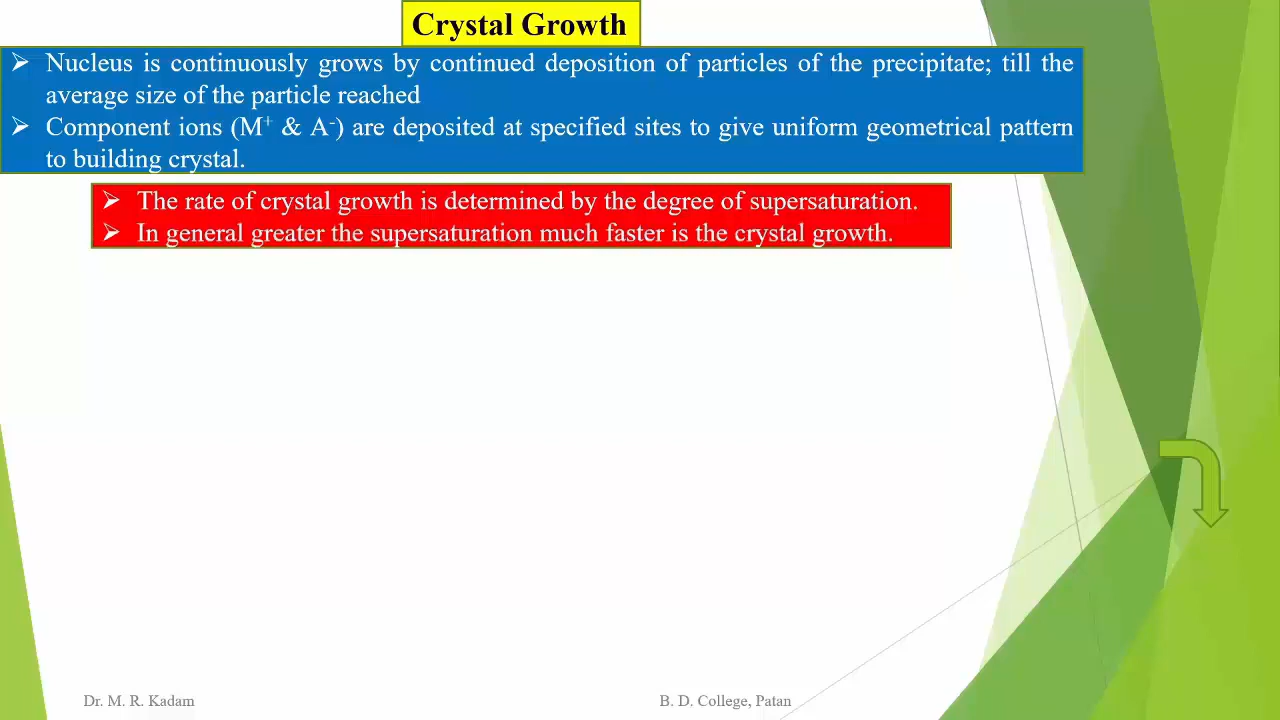 Crystal Growth
➢ Nucleus is continuously grows by continued deposition of particles of the precipitate; till the
average size of the particle reached
➢ Component ions (M⁺ & A⁻) are deposited at specified sites to give uniform geometrical pattern
to building crystal.
➢ The rate of crystal growth is determined by the degree of supersaturation.
➢ In general greater the supersaturation much faster is the crystal growth.
Dr. M. R. Kadam
B. D. College, Patan